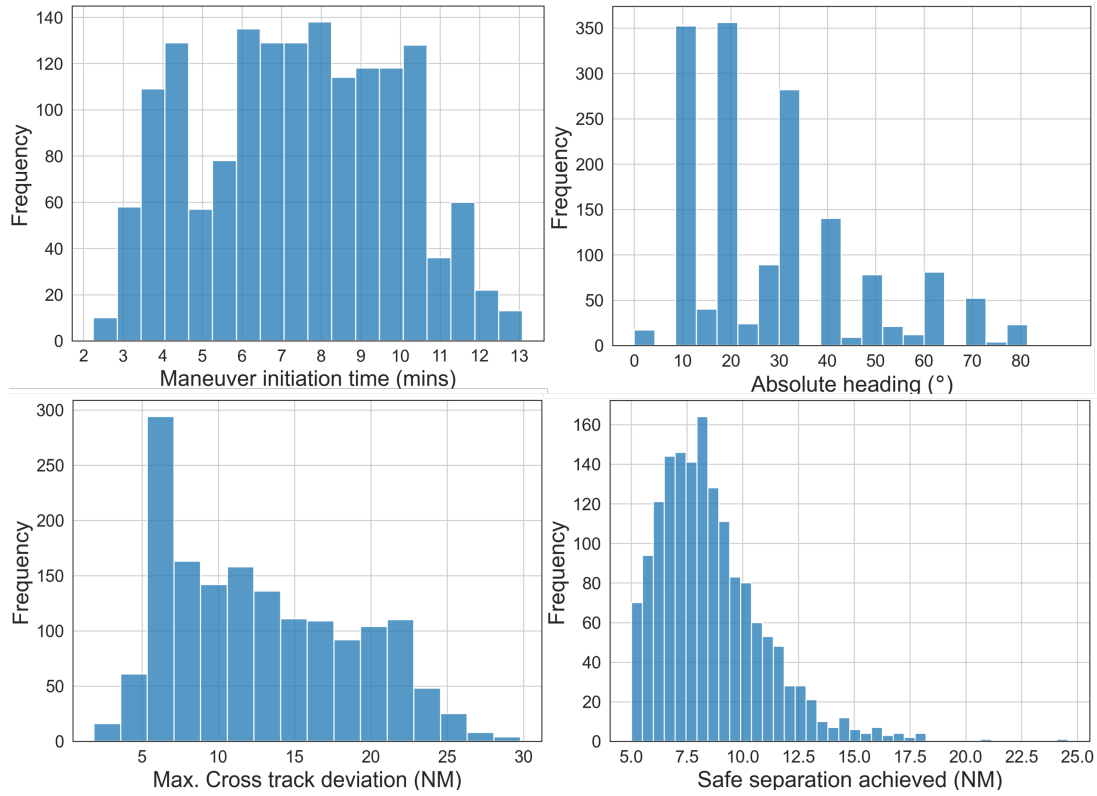 140
120
100
80
60
40
20
0
Frequency
2 3 4 5 6 7 8 9 10 11 12 13
Maneuver initiation time (mins)
350
300
250
200
150
100
50
0
Frequency
0 10 20 30 40 50 60 70 80
Absolute heading (°)
300
250
200
150
100
50
0
Frequency
5 10 15 20 25 30
Max. Cross track deviation (NM)
160
140
120
100
80
60
40
20
0
Frequency
5.0 7.5 10.0 12.5 15.0 17.5 20.0 22.5 25.0
Safe separation achieved (NM)